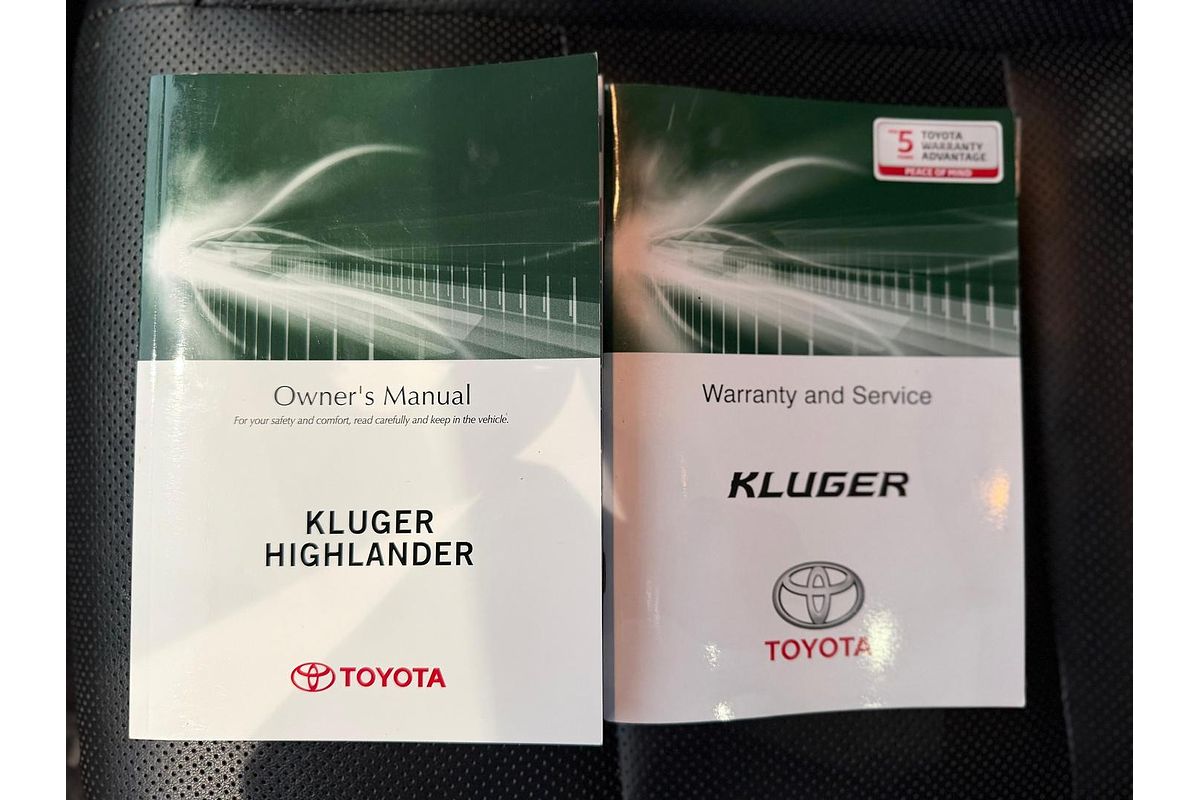 Owner's Manual
For your safety and comfort, read carefully and keep in the vehicle.
KLUGER
HIGHLANDER
TOYOTA
5
TOYOTA
WARRANTY
ADVANTAGE
PEACE OF MIND
Warranty and Service
KLUGER
TOYOTA